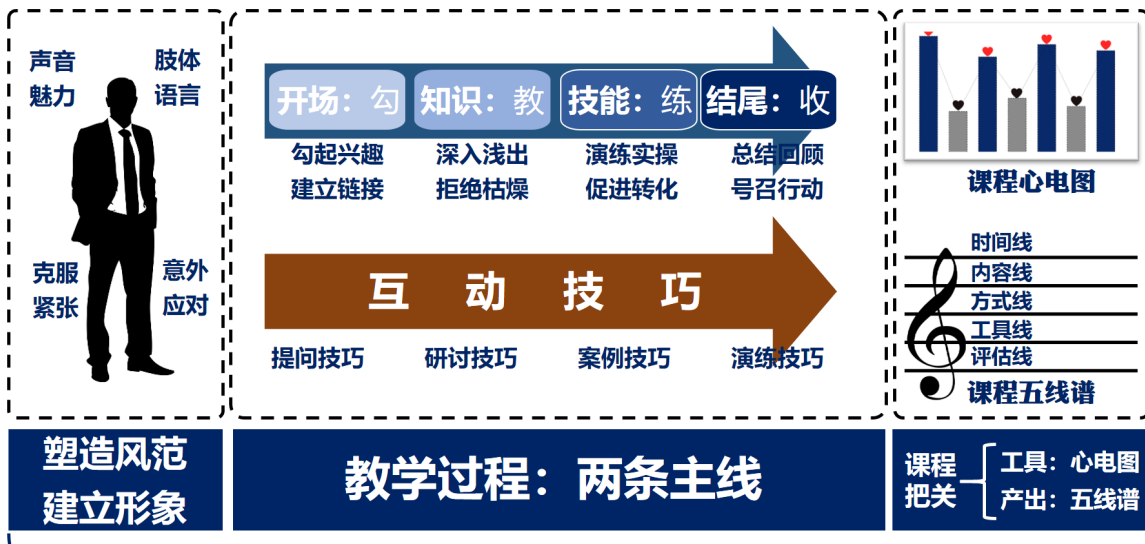 声音
魅力
肢体
语言
克服
紧张
意外
应对
塑造风范
建立形象
开场：勾
知识：教
技能：练
结尾：收
勾起兴趣
建立链接
深入浅出
拒绝枯燥
演练实操
促进转化
总结回顾
号召行动
互动技巧
提问技巧
研讨技巧
案例技巧
演练技巧
教学过程：两条主线
课程心电图
时间线
内容线
方式线
工具线
评估线
课程五线谱
课程
把关
工具：心电图
产出：五线谱